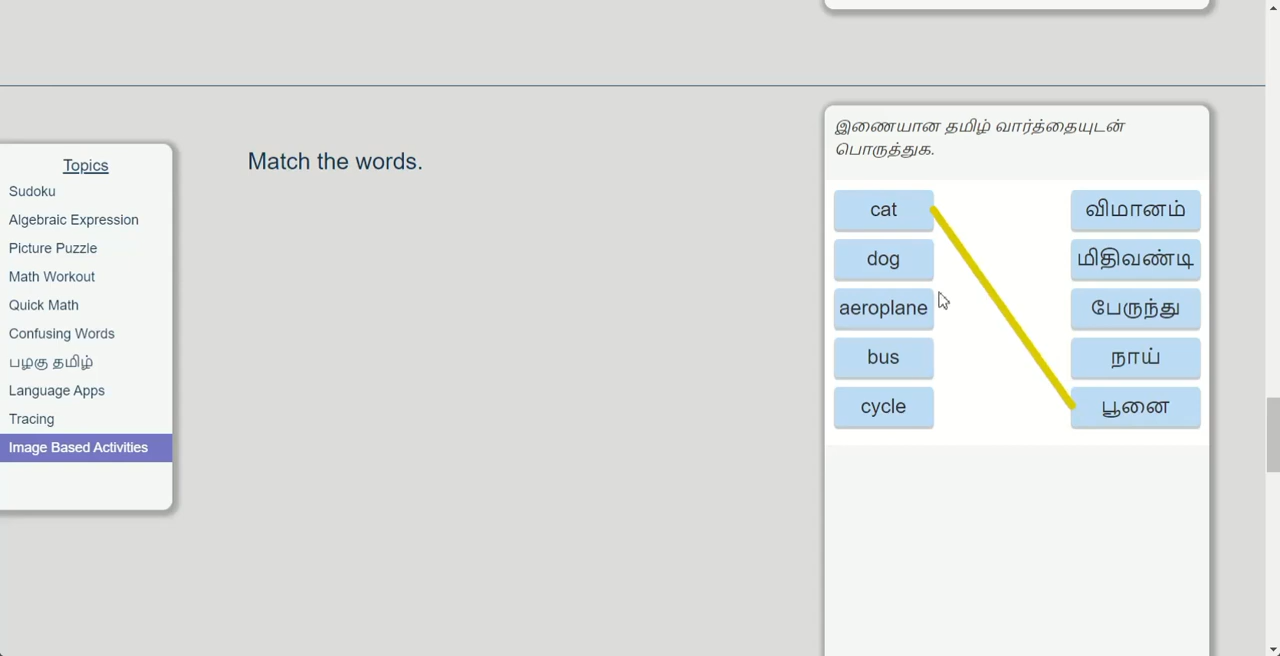 இணையான தமிழ் வார்த்தையுடன்
பொருத்துக.
Match the words.
Topics
Sudoku
Algebraic Expression
Picture Puzzle
Math Workout
Quick Math
Confusing Words
பழகு தமிழ்
Language Apps
Tracing
Image Based Activities
cat விமானம்
dog மிதிவண்டி
aeroplane பேருந்து
bus நாய்
cycle பூனை